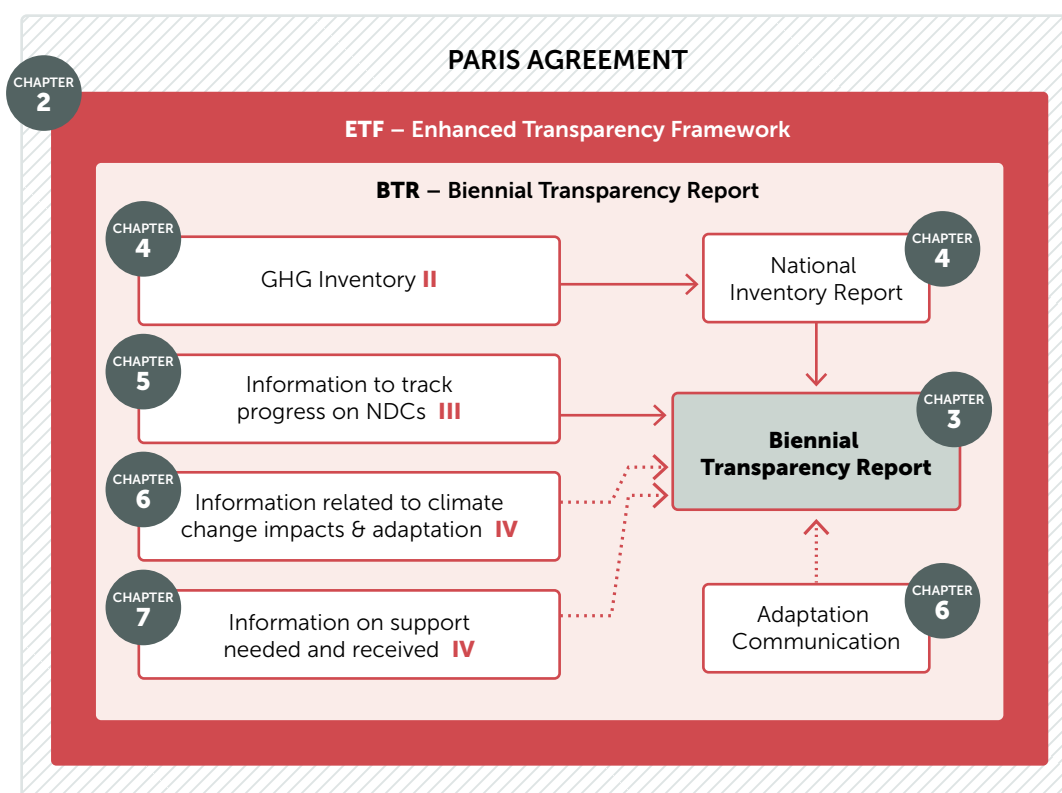 PARIS AGREEMENT
CHAPTER
2
ETF – Enhanced Transparency Framework
BTR – Biennial Transparency Report
CHAPTER
4
GHG Inventory II
CHAPTER
4
National
Inventory Report
CHAPTER
5
Information to track
progress on NDCs III
CHAPTER
3
Biennial
Transparency Report
CHAPTER
6
Information related to climate
change impacts & adaptation IV
CHAPTER
7
Information on support
needed and received IV
CHAPTER
6
Adaptation
Communication